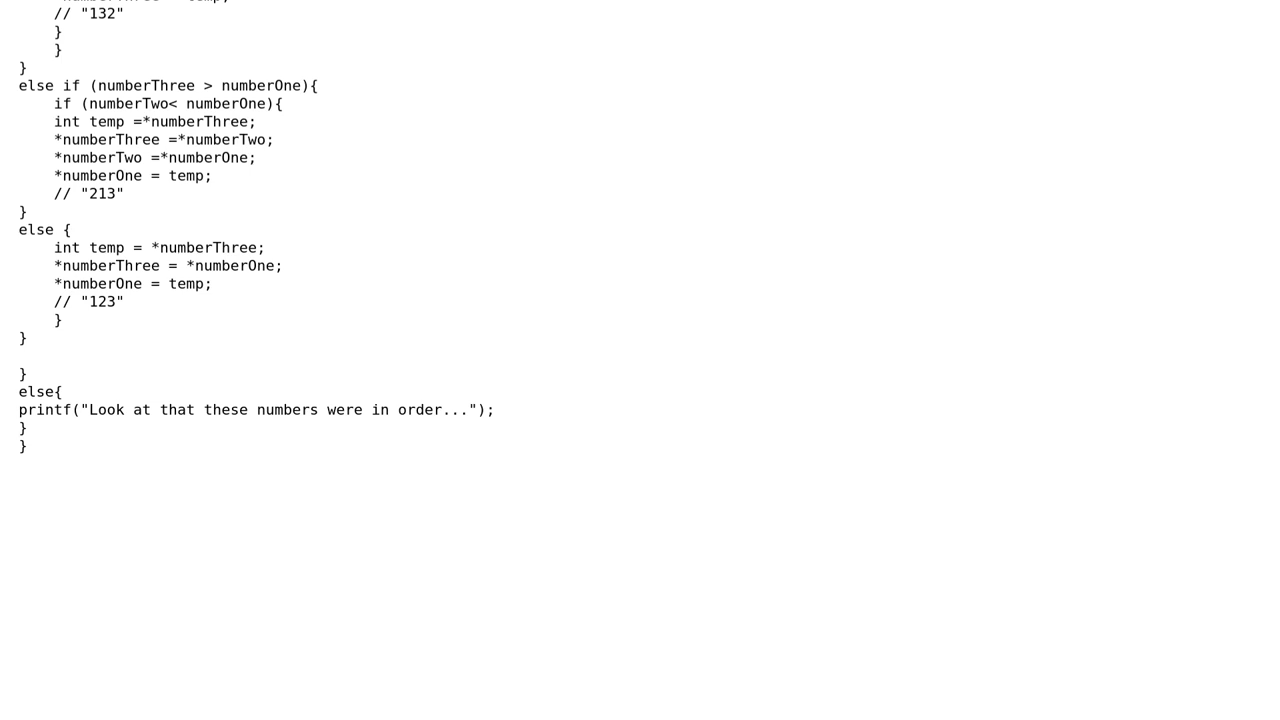 // "132"
    }
    }
}
else if (numberThree > numberOne){
    if (numberTwo< numberOne){
    int temp =*numberThree;
    *numberThree =*numberTwo;
    *numberTwo =*numberOne;
    *numberOne = temp;
    // "213"
}
else {
    int temp = *numberThree;
    *numberThree = *numberOne;
    *numberOne = temp;
    // "123"
    }
}

}
else{
printf("Look at that these numbers were in order...");
}
}